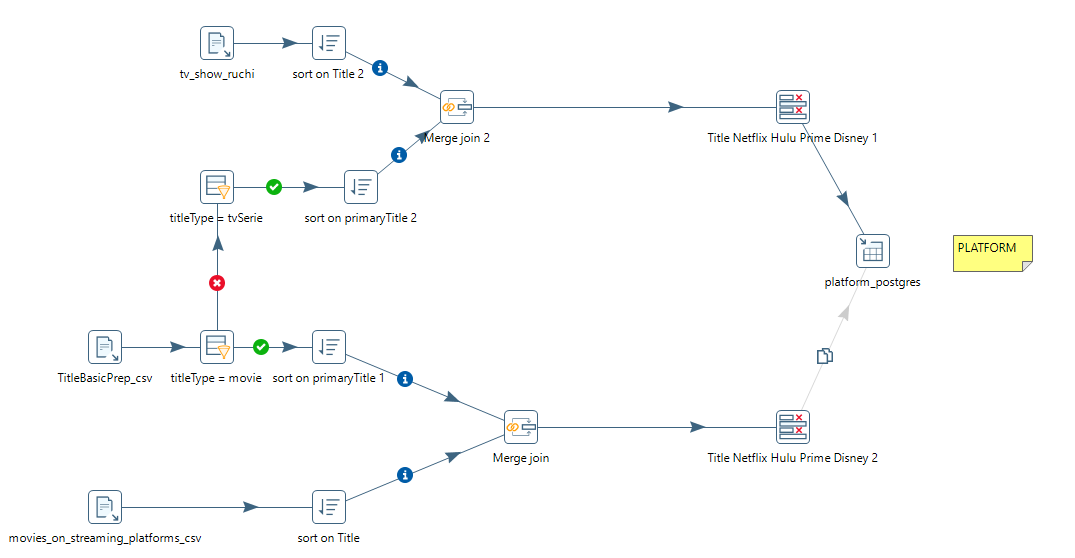 tv_show_ruchi
sort on Title 2
Merge join 2
Title Netflix Hulu Prime Disney 1
titleType = tvSerie
sort on primaryTitle 2
PLATFORM
platform_postgres
TitleBasicPrep_csv
titleType = movie
sort on primaryTitle 1
Merge join
Title Netflix Hulu Prime Disney 2
movies_on_streaming_platforms_csv
sort on Title